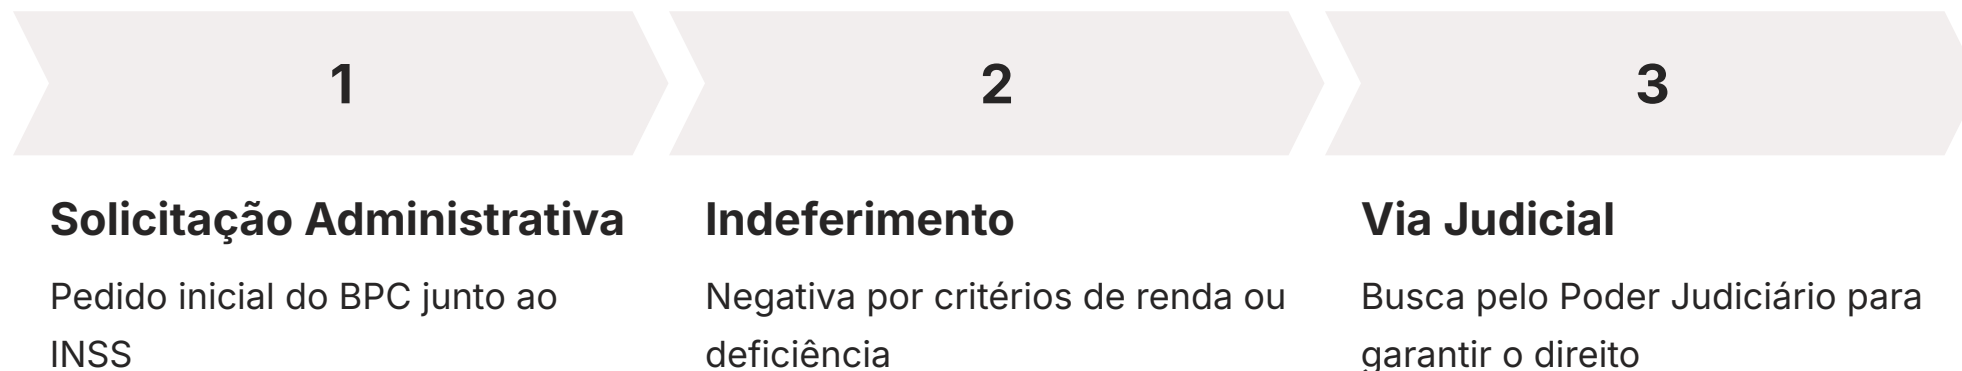 1
Solicitação Administrativa
Pedido inicial do BPC junto ao
INSS
2
Indeferimento
Negativa por critérios de renda ou
deficiência
3
Via Judicial
Busca pelo Poder Judiciário para
garantir o direito